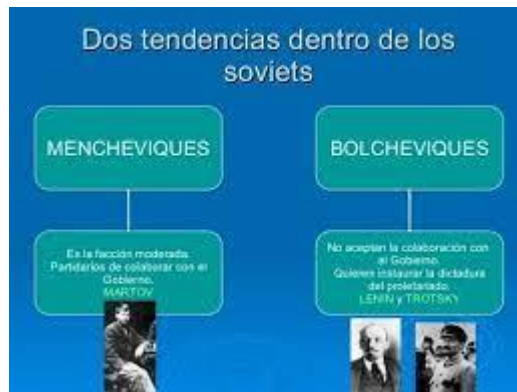 Dos tendencias dentro de los
soviets
MENCHEVIQUES
Es la facción moderada.
Partidarios de colaborar con el
Gobierno.
MARTOV
BOLCHEVIQUES
No aceptan la colaboración con
el Gobierno.
Quieren instaurar la dictadura
del proletariado.
LENIN y TROTSKY